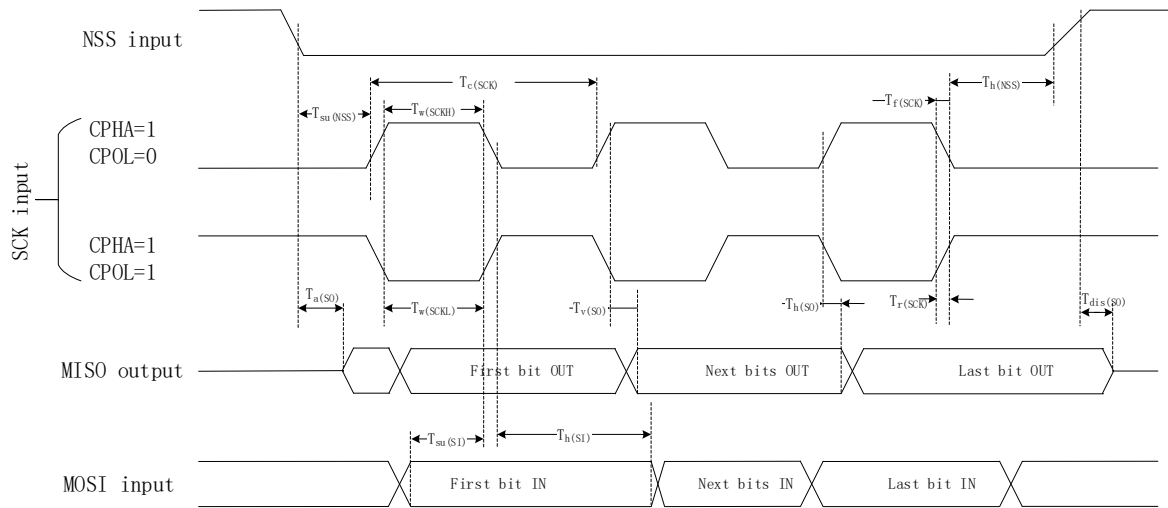 NSS input
Tc(SCK)
Th(NSS)
Tf(SCK)
Tsu(NSS)
Tw(SCKH)
CPHA=1
CPOL=0
SCK input
CPHA=1
CPOL=1
Ta(SO)
Tw(SCKL)
Tv(SO)
Th(SO)
Tr(SCK)
Tdis(SO)
MISO output
First bit OUT
Next bits OUT
Last bit OUT
Tsu(SI)
Th(SI)
MOSI input
First bit IN
Next bits IN
Last bit IN